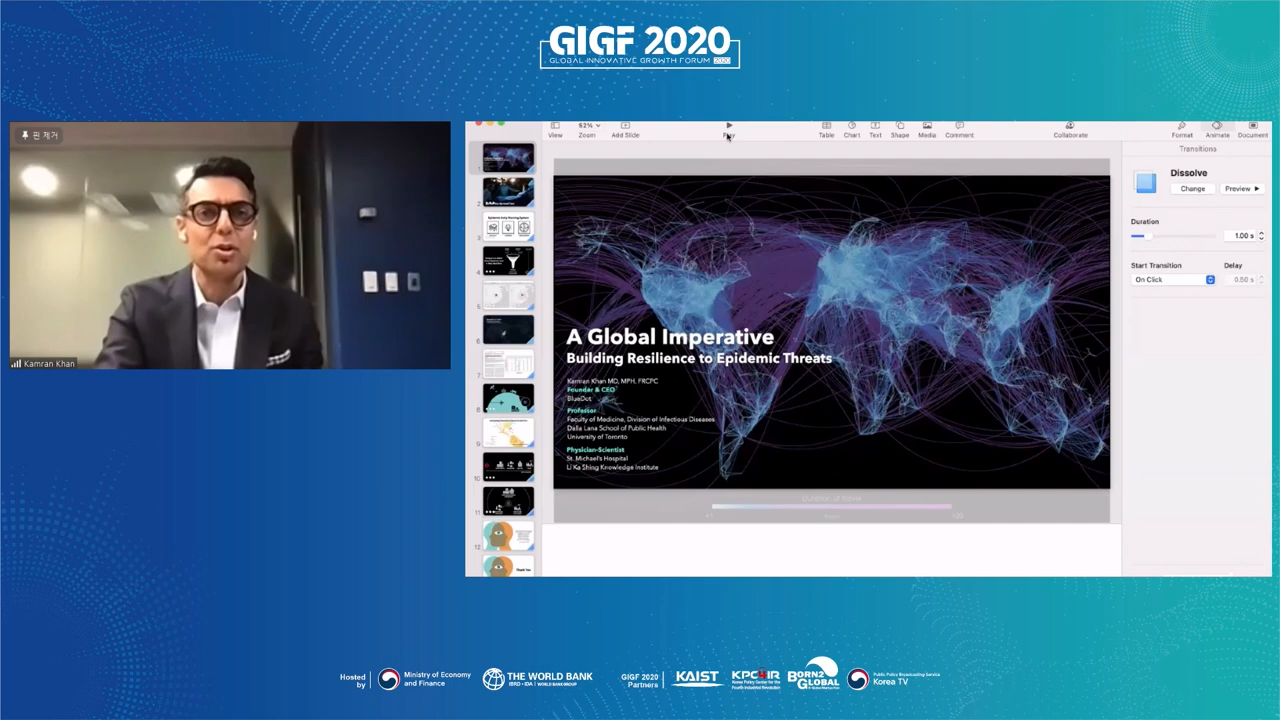 GIGF 2020
GLOBAL INNOVATIVE GROWTH FORUM 2020
핀 제거
Kamran Khan
View
52%
Zoom
Add Slide
Play
Table
Chart
Text
Shape
Media
Comment
Collaborate
Format
Animate
Document
Transitions
Dissolve
Change
Preview
Duration
1.00 s
Start Transition
Delay
On Click
0.50 s
A Global Imperative
Building Resilience to Epidemic Threats
Kamran Khan MD, MPH, FRCPC
Founder & CEO
BlueDot
Professor
Faculty of Medicine, Division of Infectious Diseases
Dalla Lana School of Public Health
University of Toronto
Physician-Scientist
St. Michael's Hospital
Li Ka Shing Knowledge Institute
Thank You
Hosted by
Ministry of Economy and Finance
THE WORLD BANK
IBRD • IDA | WORLD BANK GROUP
GIGF 2020
Partners
KAIST
KPC4IR
Korea Policy Center for the
Fourth Industrial Revolution
BORN2
GLOBAL
Public Policy Broadcasting Service
Korea TV